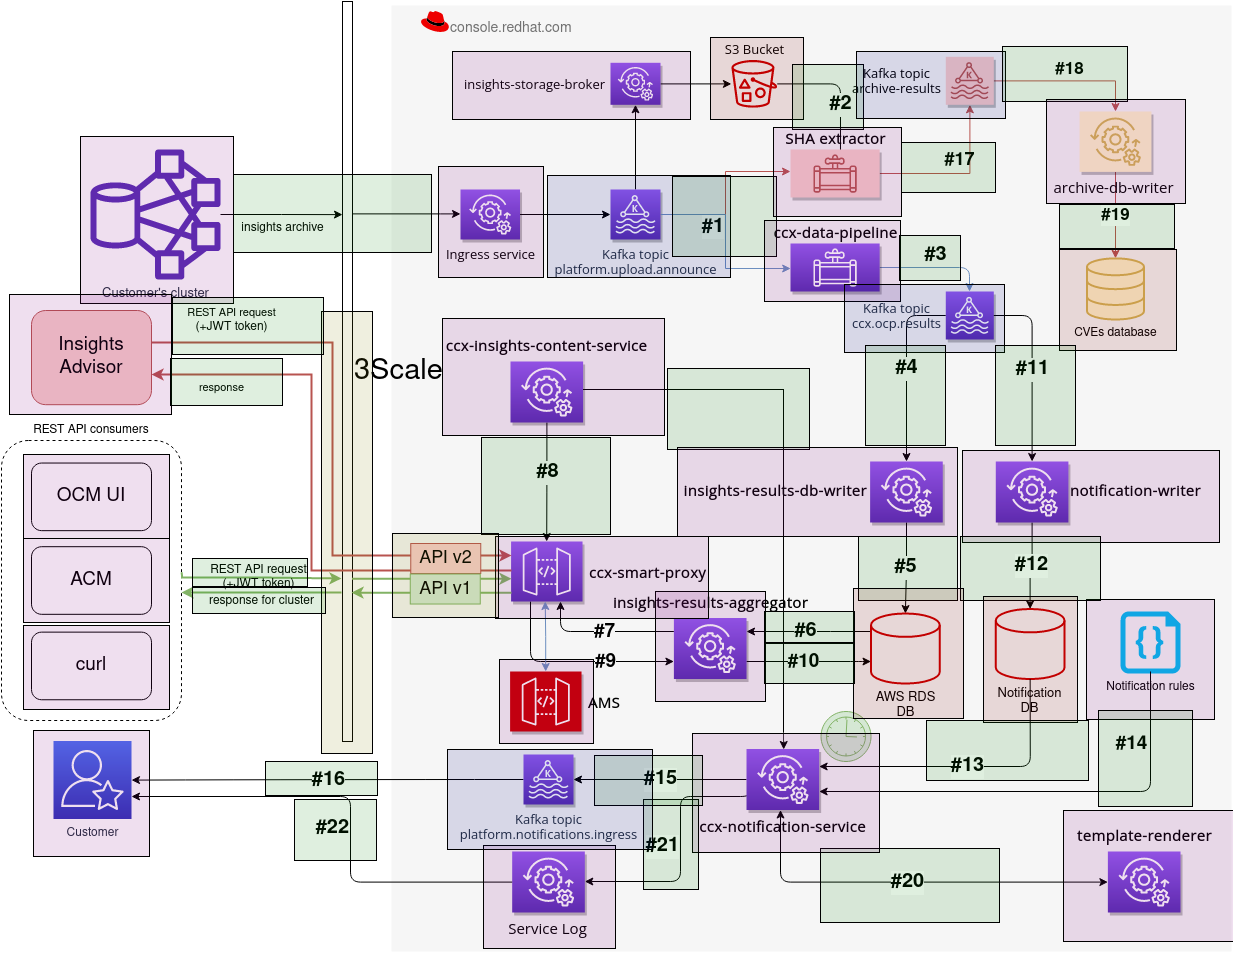 console.redhat.com
S3 Bucket
insights-storage-broker
#2
Kafka topic
archive-results
#18
SHA extractor
#17
archive-db-writer
#19
insights archive
Ingress service
Kafka topic
platform.upload.announce
#1
ccx-data-pipeline
#3
Customer's cluster
REST API request
(+JWT token)
Kafka topic
ccx.ocp.results
CVEs database
Insights
Advisor
response
3Scale
ccx-insights-content-service
#4
#11
REST API consumers
OCM UI
#8
insights-results-db-writer
notification-writer
ACM
REST API request
(+JWT token)
response for cluster
API v2
API v1
ccx-smart-proxy
#5
#12
insights-results-aggregator
#7
#6
#9
#10
curl
AWS RDS
DB
Notification
DB
Notification rules
AMS
#14
#13
#16
#15
Customer
Kafka topic
platform.notifications.ingress
#22
#21
ccx-notification-service
template-renderer
#20
Service Log